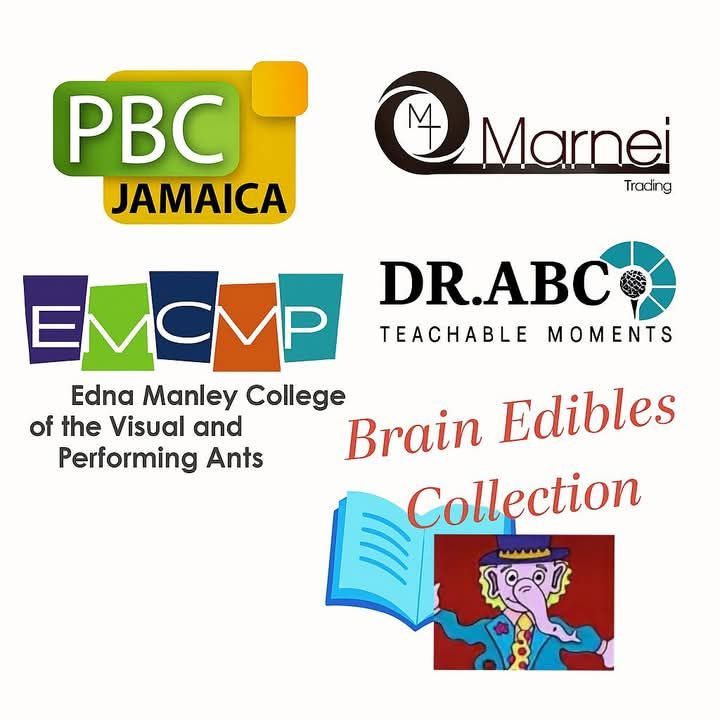 PBC
JAMAICA
MT
Marnei
Trading
EMCMP
Edna Manley College
of the Visual and
Performing Ants
DR.ABC
TEACHABLE MOMENTS
Brain Edibles
Collection